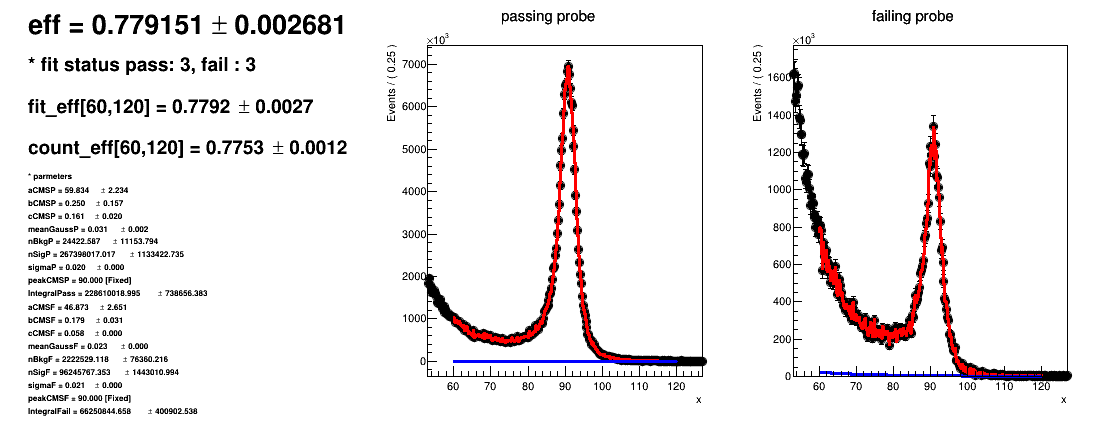 eff = 0.779151 ± 0.002681
* fit status pass: 3, fail : 3
fit_eff[60,120] = 0.7792 ± 0.0027
count_eff[60,120] = 0.7753 ± 0.0012
* parmeters
aCMSP = 59.834 ± 2.234
bCMSP = 0.250 ± 0.157
cCMSP = 0.161 ± 0.020
meanGaussP = 0.031 ± 0.002
nBkgP = 24422.587 ± 11153.794
nSigP = 267398017.017 ± 1133422.735
sigmaP = 0.020 ± 0.000
peakCMSP = 90.000 [Fixed]
IntegralPass = 228610018.995 ± 738656.383
aCMSF = 46.873 ± 2.651
bCMSF = 0.179 ± 0.031
cCMSF = 0.058 ± 0.000
meanGaussF = 0.023 ± 0.000
nBkgF = 2222529.118 ± 76360.216
nSigF = 96245767.353 ± 1443010.994
sigmaF = 0.021 ± 0.000
peakCMSF = 90.000 [Fixed]
IntegralFail = 66250844.658 ± 400902.538
passing probe
×10³
Events / ( 0.25 )
7000
6000
5000
4000
3000
2000
1000
0
60 70 80 90 100 110 120
x
failing probe
×10³
Events / ( 0.25 )
1600
1400
1200
1000
800
600
400
200
0
60 70 80 90 100 110 120
x